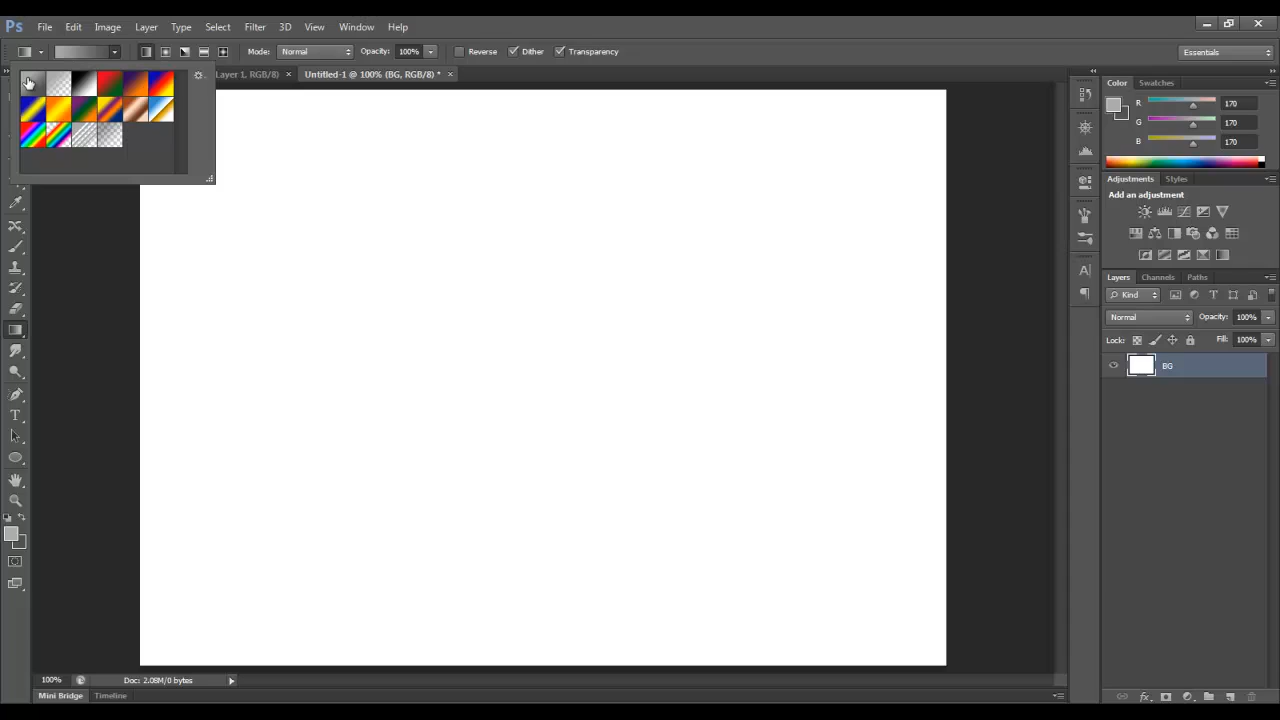 Ps File Edit Image Layer Type Select Filter 3D View Window Help
Mode: Normal Opacity: 100% Reverse Dither Transparency Essentials
Layer 1, RGB/8) × Untitled-1 @ 100% (BG, RGB/8) * ×
Color Swatches
R 170
G 170
B 170
Adjustments Styles
Add an adjustment
Layers Channels Paths
Kind
Normal Opacity: 100%
Lock: Fill: 100%
BG
100% Doc: 2.08M/0 bytes
Mini Bridge Timeline